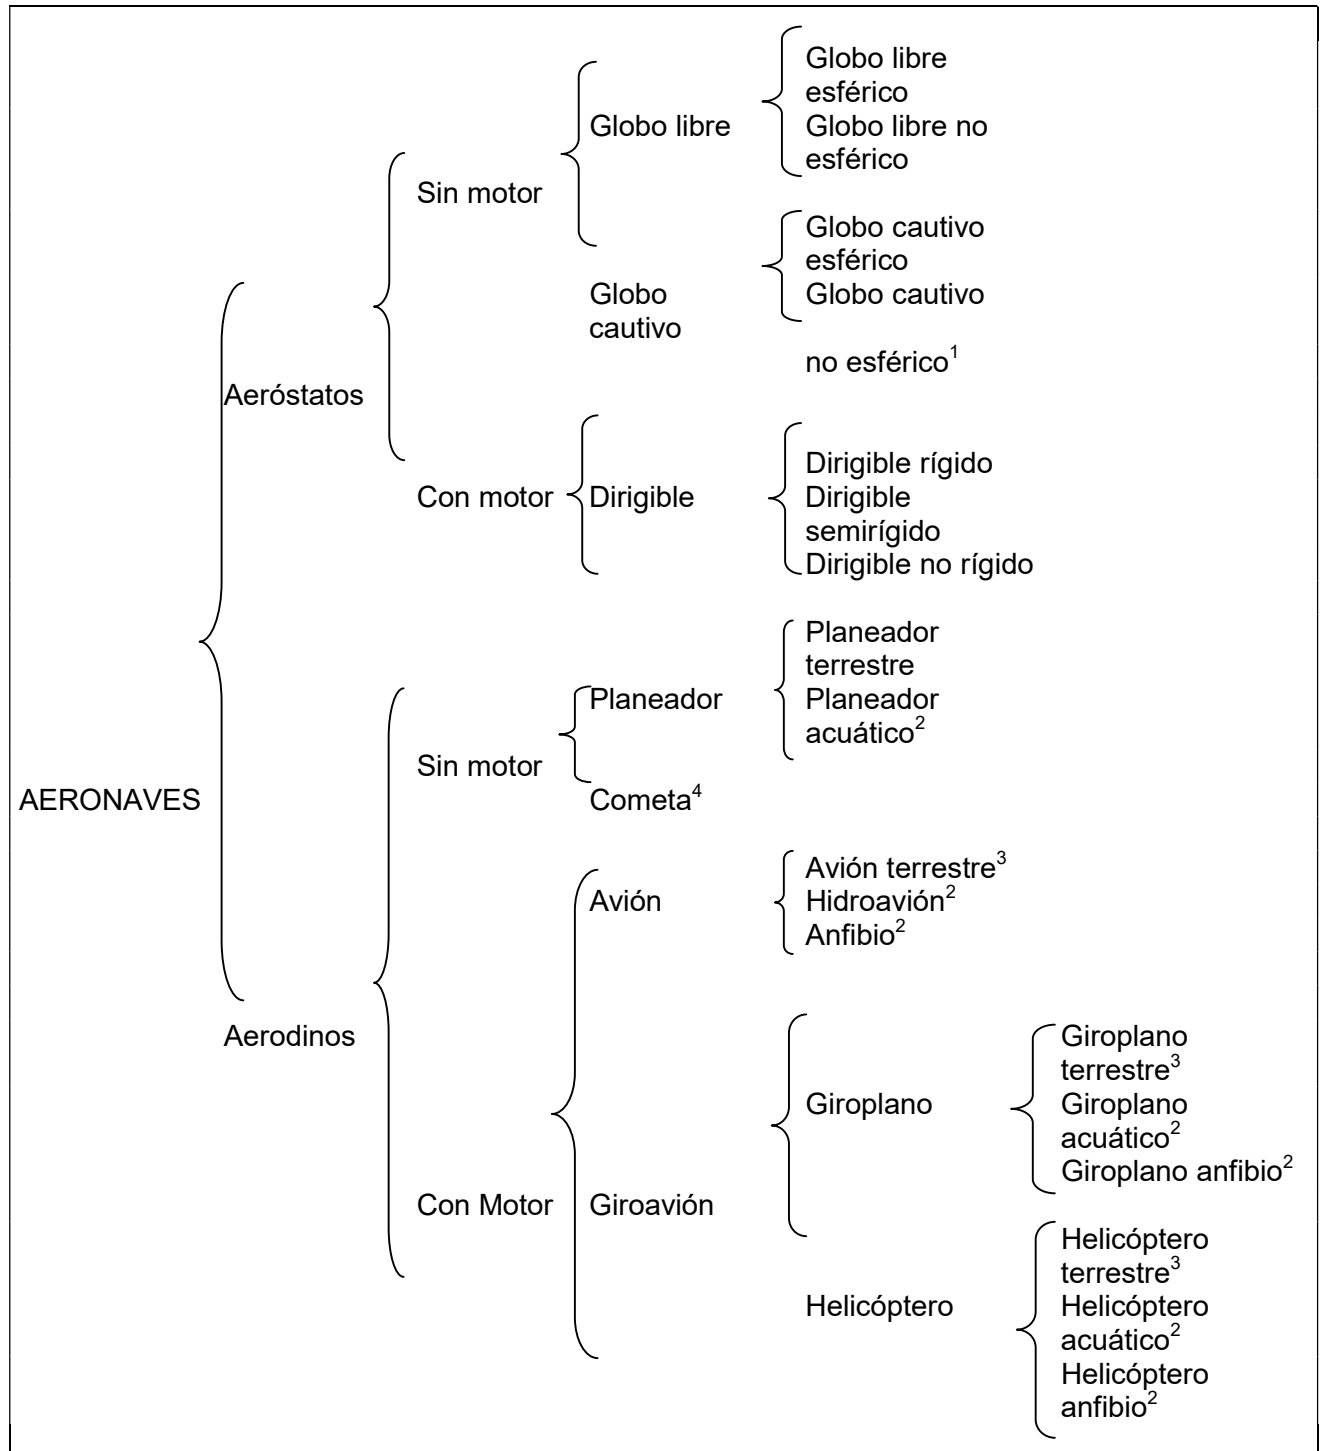 Globo libre
esférico
Globo libre
Globo libre no
esférico
Sin motor
Globo cautivo
esférico
Globo
Globo cautivo
cautivo
no esférico¹
Aeróstatos
Dirigible rígido
Con motor
Dirigible
Dirigible
semirígido
Dirigible no rígido
Planeador
terrestre
Planeador
Planeador
acuático²
Sin motor
AERONAVES
Cometa⁴
Avión terrestre³
Avión
Hidroavión²
Anfibio²
Aerodinos
Giroplano
terrestre³
Giroplano
Giroplano
acuático²
Giroplano anfibio²
Con Motor
Giroavión
Helicóptero
terrestre³
Helicóptero
Helicóptero
acuático²
Helicóptero
anfibio²